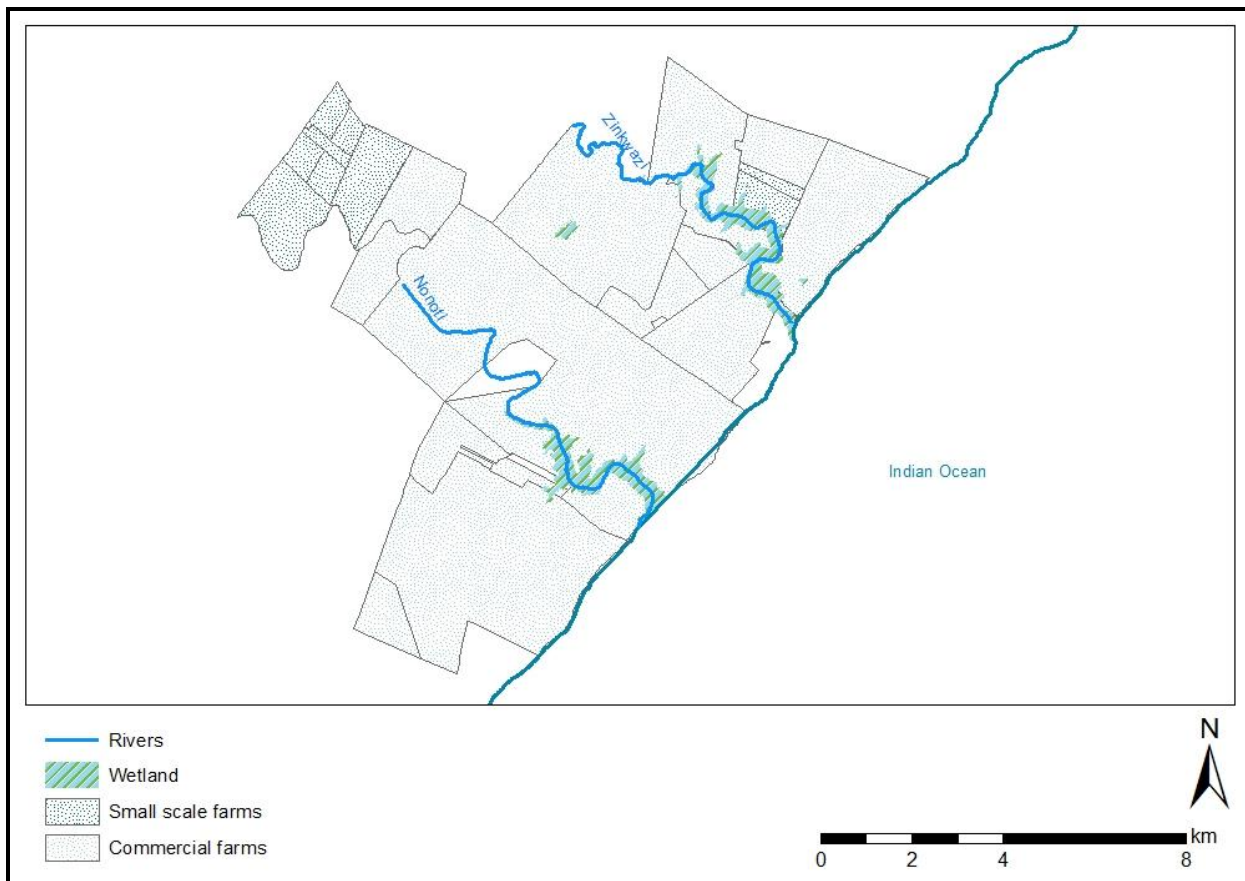 Zinkwazi
Nonoti
Indian Ocean
Rivers
Wetland
Small scale farms
Commercial farms
N
km
0 2 4 8